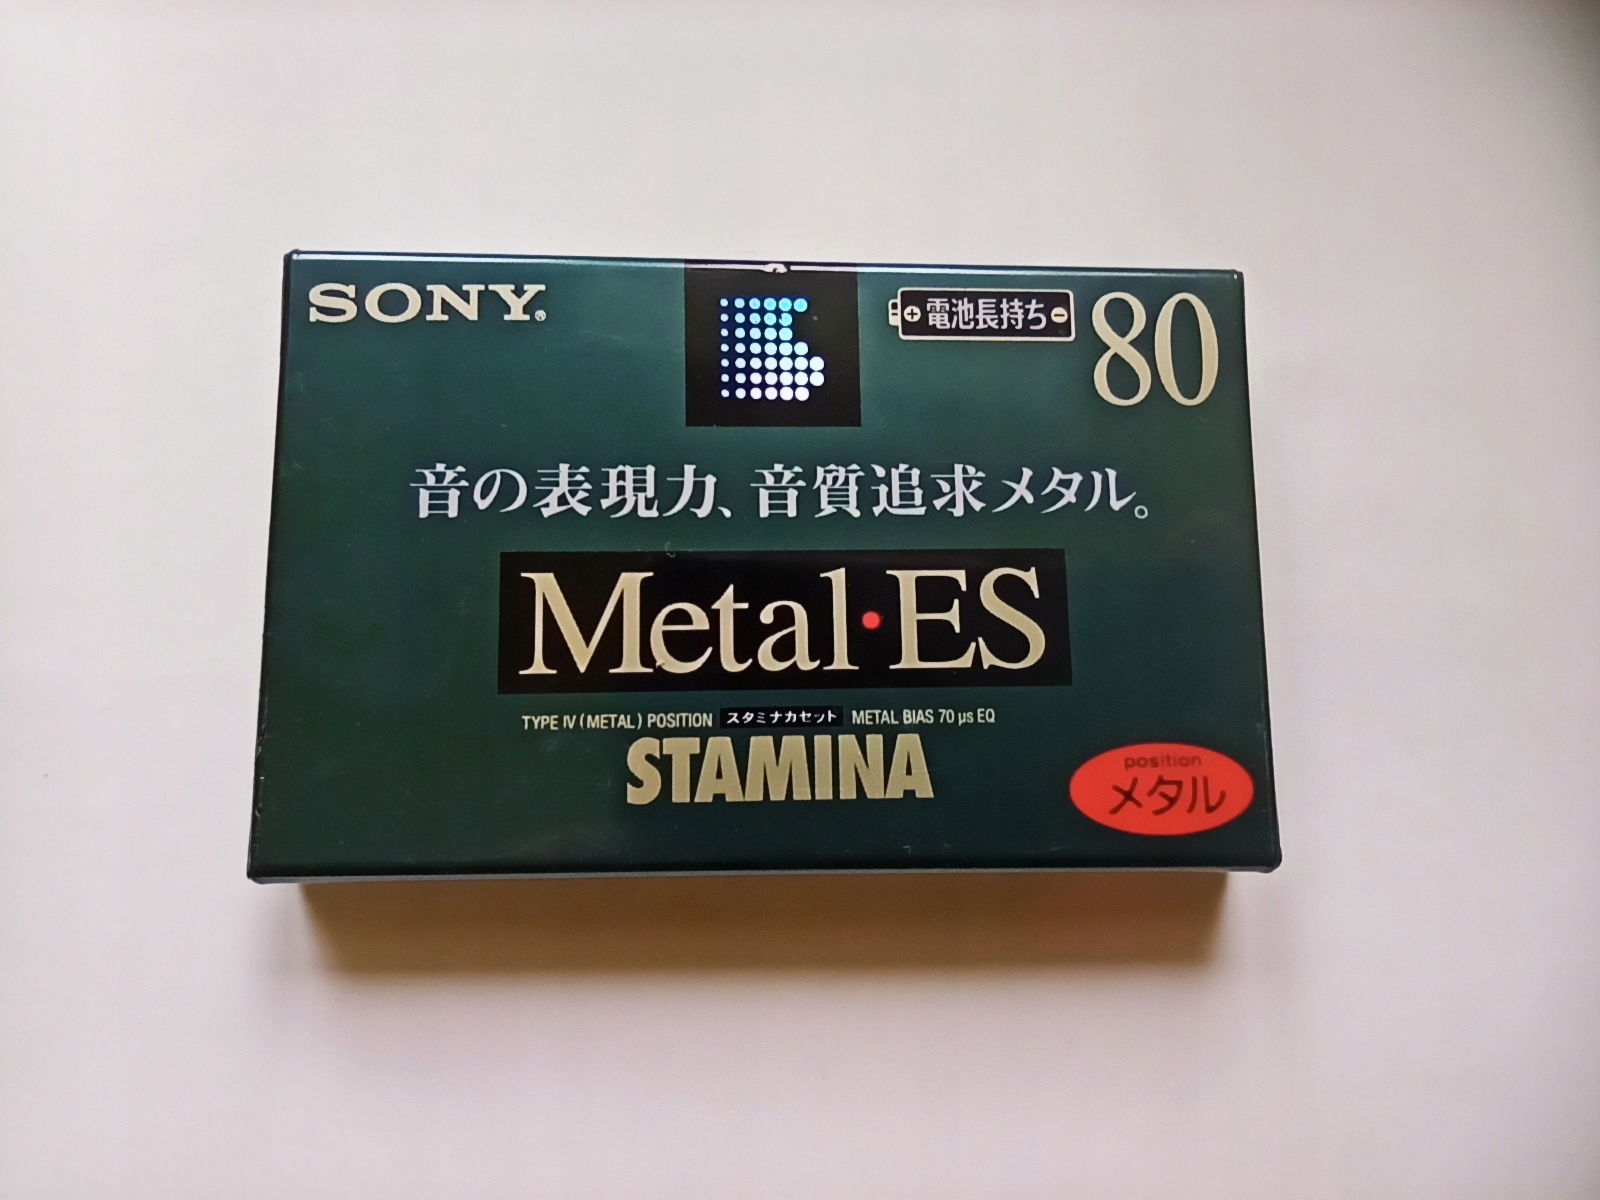 SONY®
電池長持ち
80
音の表現力、音質追求メタル。
Metal·ES
TYPE IV (METAL) POSITION スタミナカセット METAL BIAS 70 μs EQ
STAMINA
position
メタル